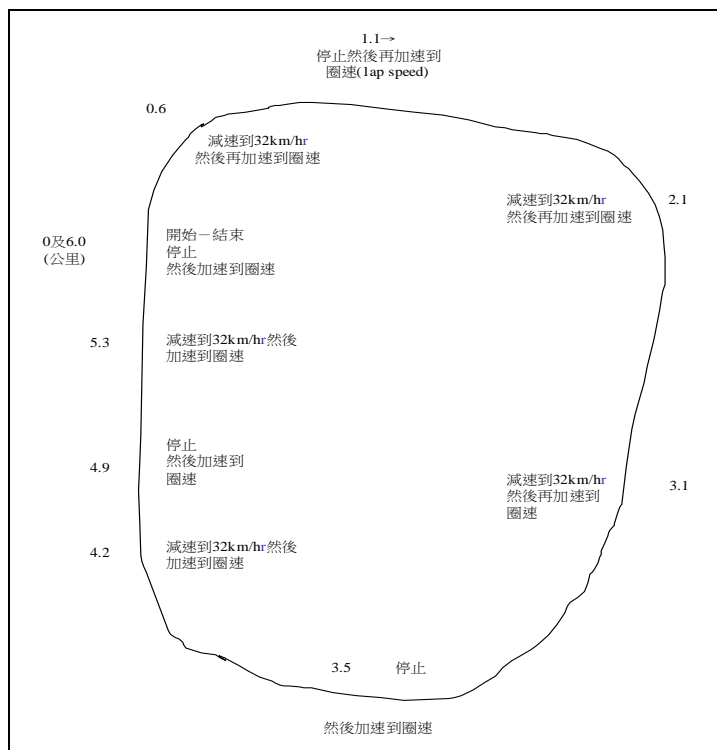 1.1→
停止然後再加速到
圈速(1ap speed)
0.6
減速到32km/hr
然後再加速到圈速
減速到32km/hr
然後再加速到圈速
2.1
0及6.0
(公里)
開始－結束
停止
然後加速到圈速
5.3
減速到32km/hr然後
加速到圈速
4.9
停止
然後加速到
圈速
減速到32km/hr
然後再加速到
圈速
3.1
4.2
減速到32km/hr然後
加速到圈速
3.5 停止
然後加速到圈速